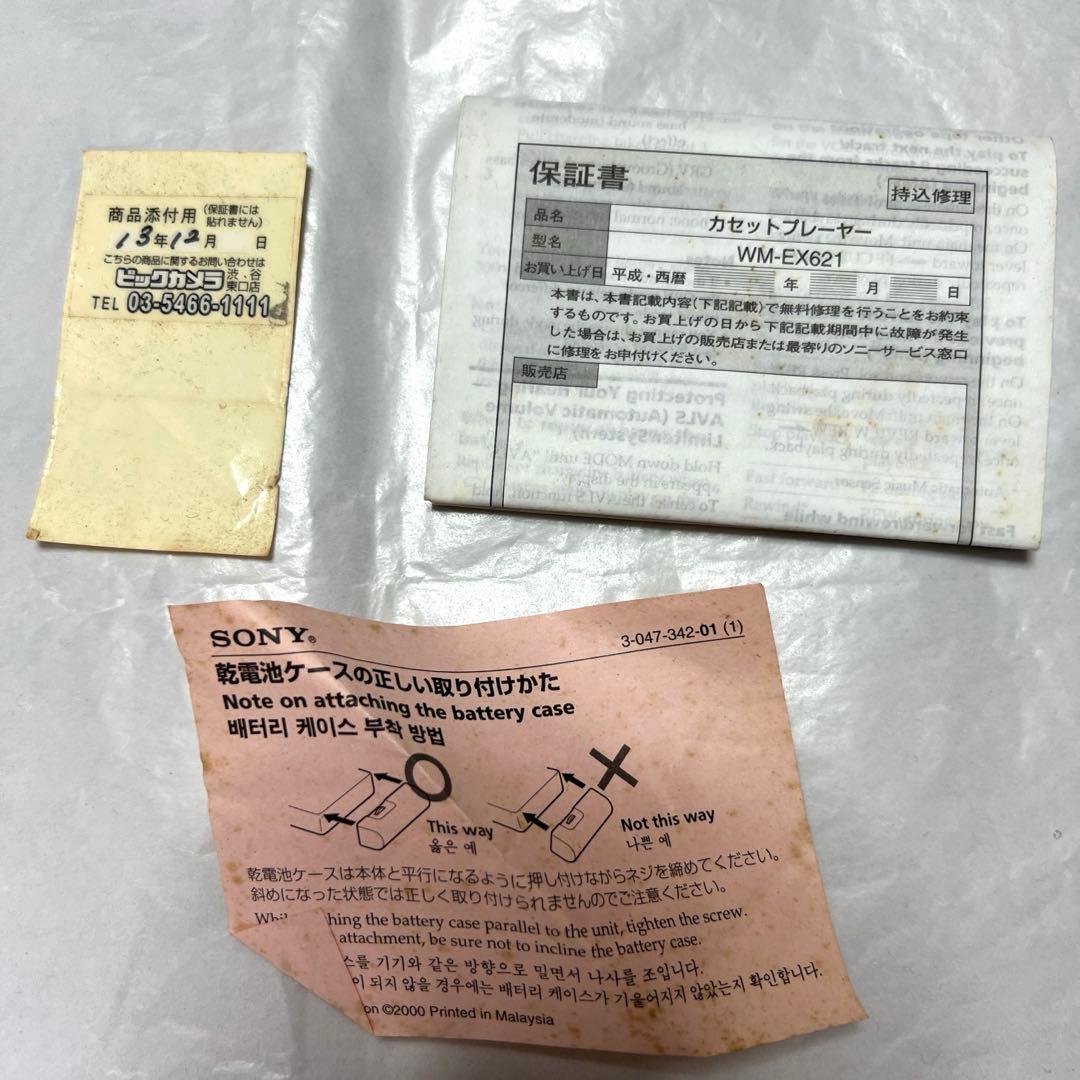 商品添付用 (保証書には貼れません)
13年12月 日
こちらの商品に関するお問い合わせは
ビックカメラ 渋谷東口店
TEL 03-5466-1111
保証書
持込修理
品名 カセットプレーヤー
型名 WM-EX621
お買い上げ日 平成・西暦 年 月 日
本書は、本書記載内容(下記記載)で無料修理を行うことをお約束
するものです。お買上げの日から下記記載期間中に故障が発生
した場合は、お買上げの販売店または最寄りのソニーサービス窓口
に修理をお申付けください。
販売店
SONY®
3-047-342-01 (1)
乾電池ケースの正しい取り付けかた
Note on attaching the battery case
배터리 케이스 부착 방법
This way
옳은 예
Not this way
나쁜 예
乾電池ケースは本体と平行になるように押し付けながらネジを締めてください。
斜めになった状態では正しく取り付けられませんのでご注意ください。
hing the battery case parallel to the unit, tighten the screw.
attachment, be sure not to incline the battery case.
스를 기기와 같은 방향으로 밀면서 나사를 조입니다.
이 되지 않을 경우에는 배터리 케이스가 기울어지지 않았는지 확인합니다.
on ©2000 Printed in Malaysia